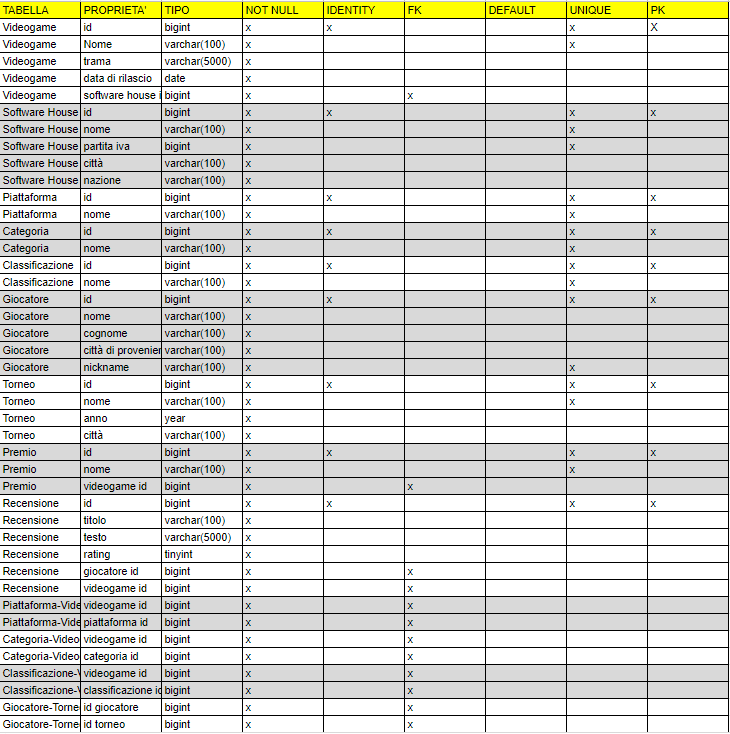 TABELLA PROPRIETA' TIPO NOT NULL IDENTITY FK DEFAULT UNIQUE PK
Videogame id bigint x x x X
Videogame Nome varchar(100) x x
Videogame trama varchar(5000) x
Videogame data di rilascio date x
Videogame software house i bigint x x
Software House id bigint x x x x
Software House nome varchar(100) x x
Software House partita iva bigint x x
Software House città varchar(100) x
Software House nazione varchar(100) x
Piattaforma id bigint x x x x
Piattaforma nome varchar(100) x x
Categoria id bigint x x x x
Categoria nome varchar(100) x x
Classificazione id bigint x x x x
Classificazione nome varchar(100) x x
Giocatore id bigint x x x x
Giocatore nome varchar(100) x
Giocatore cognome varchar(100) x
Giocatore città di provenier varchar(100) x
Giocatore nickname varchar(100) x x
Torneo id bigint x x x x
Torneo nome varchar(100) x x
Torneo anno year x
Torneo città varchar(100) x
Premio id bigint x x x x
Premio nome varchar(100) x x
Premio videogame id bigint x x
Recensione id bigint x x x x
Recensione titolo varchar(100) x
Recensione testo varchar(5000) x
Recensione rating tinyint x
Recensione giocatore id bigint x x
Recensione videogame id bigint x x
Piattaforma-Vide videogame id bigint x x
Piattaforma-Vide piattaforma id bigint x x
Categoria-Video videogame id bigint x x
Categoria-Video categoria id bigint x x
Classificazione-V videogame id bigint x x
Classificazione-V classificazione id bigint x x
Giocatore-Torne id giocatore bigint x x
Giocatore-Torne id torneo bigint x x